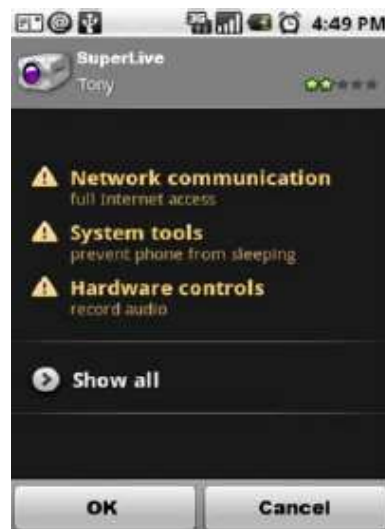 4:49 PM
SuperLive
Tony
Network communication
full Internet access
System tools
prevent phone from sleeping
Hardware controls
record audio
Show all
OK
Cancel